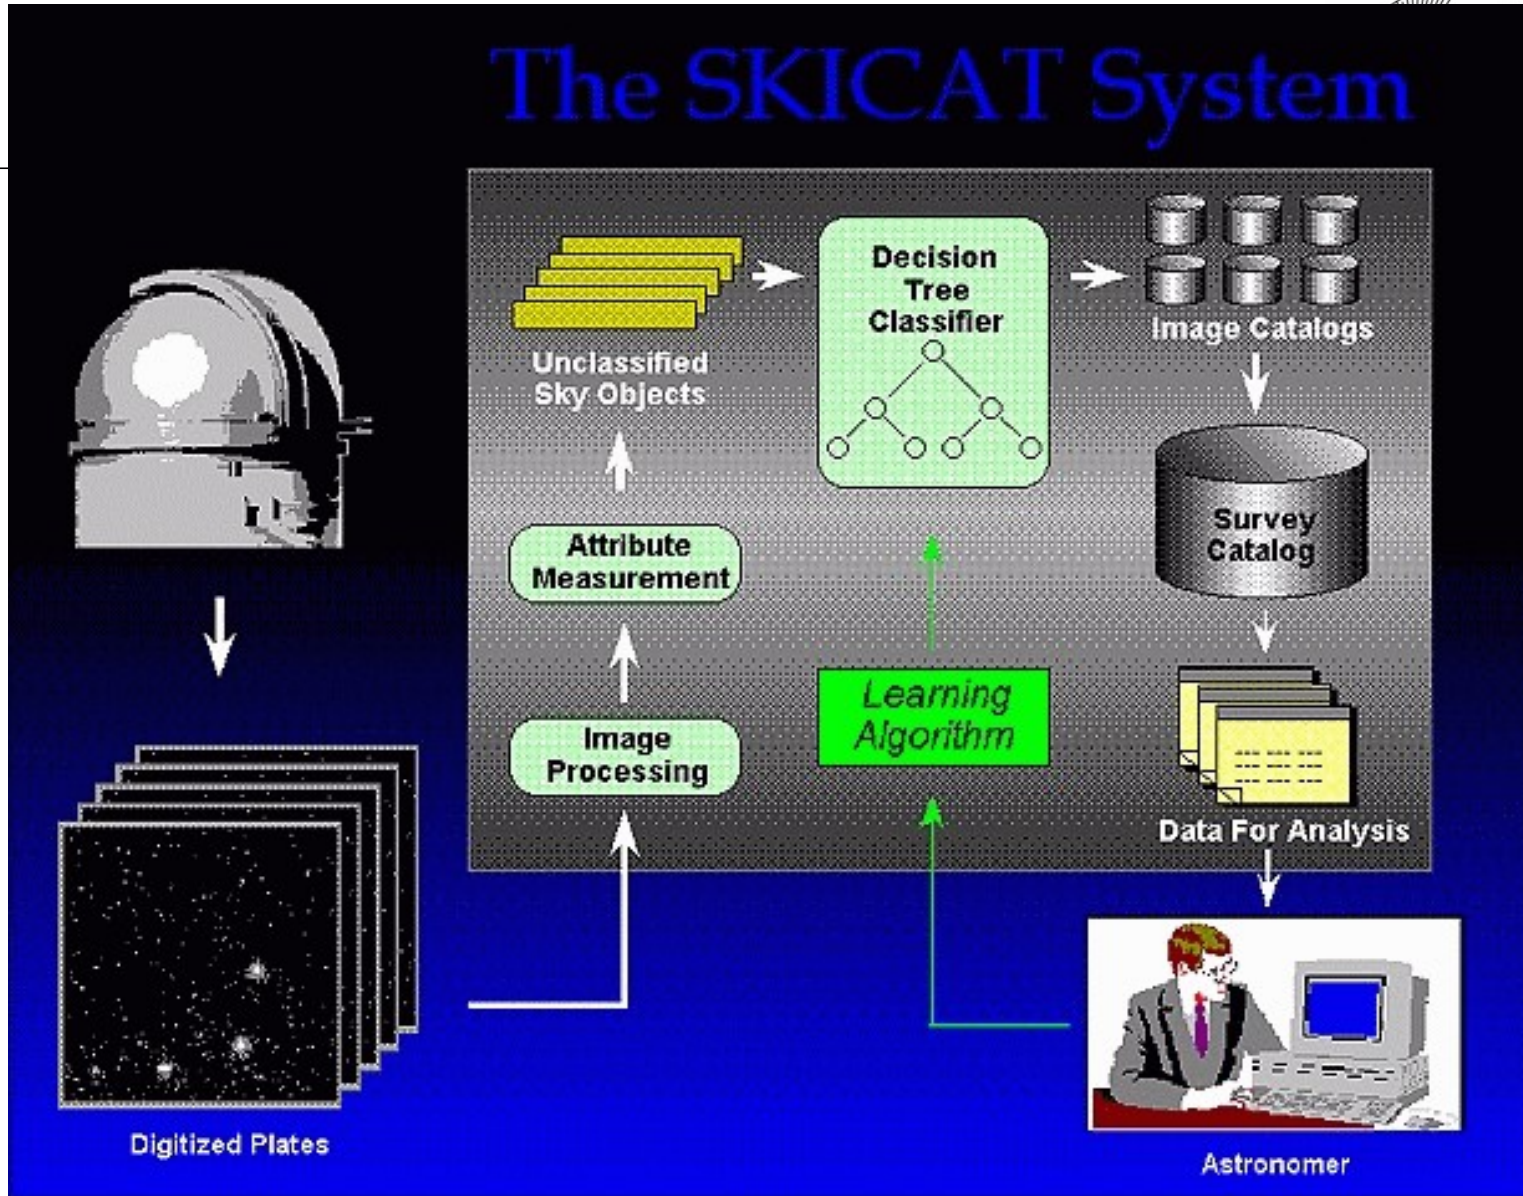 The SKICAT System
Unclassified
Sky Objects
Decision
Tree
Classifier
Image Catalogs
Attribute
Measurement
Survey
Catalog
Image
Processing
Learning
Algorithm
Data For Analysis
Digitized Plates
Astronomer